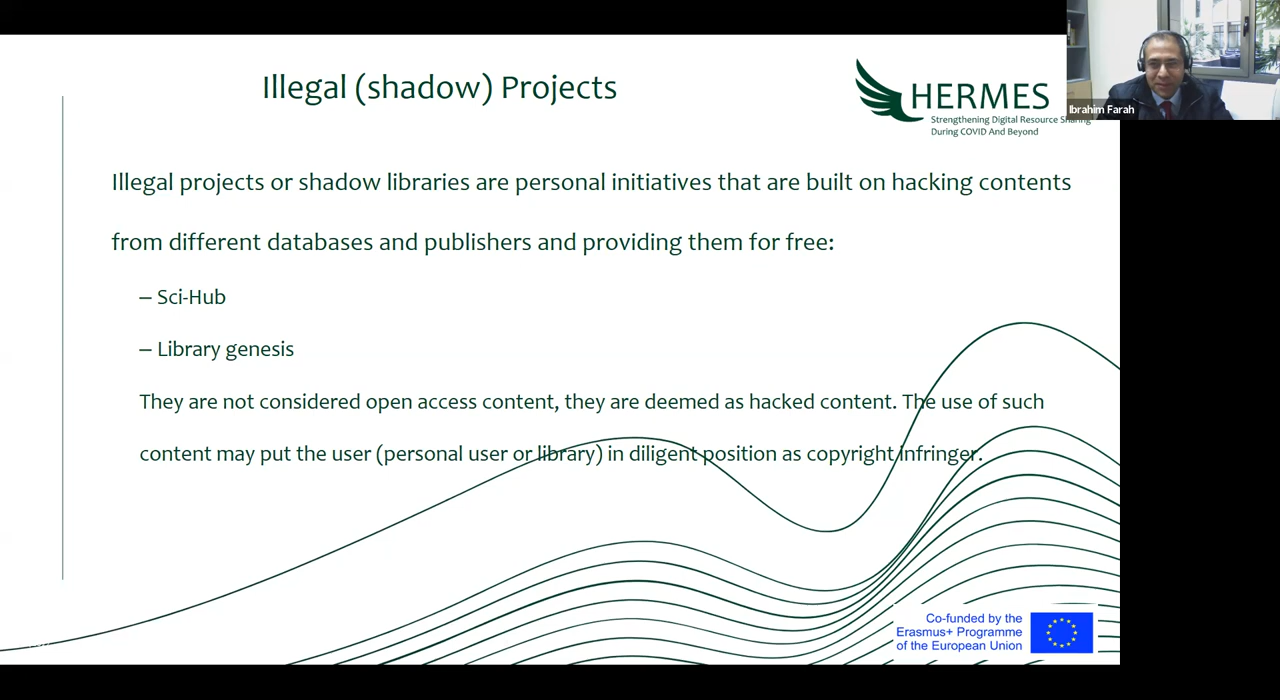 Illegal (shadow) Projects
HERMES
Strengthening Digital Resource Sharing
During COVID And Beyond
Ibrahim Farah
Illegal projects or shadow libraries are personal initiatives that are built on hacking contents
from different databases and publishers and providing them for free:
– Sci-Hub
– Library genesis
They are not considered open access content, they are deemed as hacked content. The use of such
content may put the user (personal user or library) in diligent position as copyright infringer.
Co-funded by the
Erasmus+ Programme
of the European Union